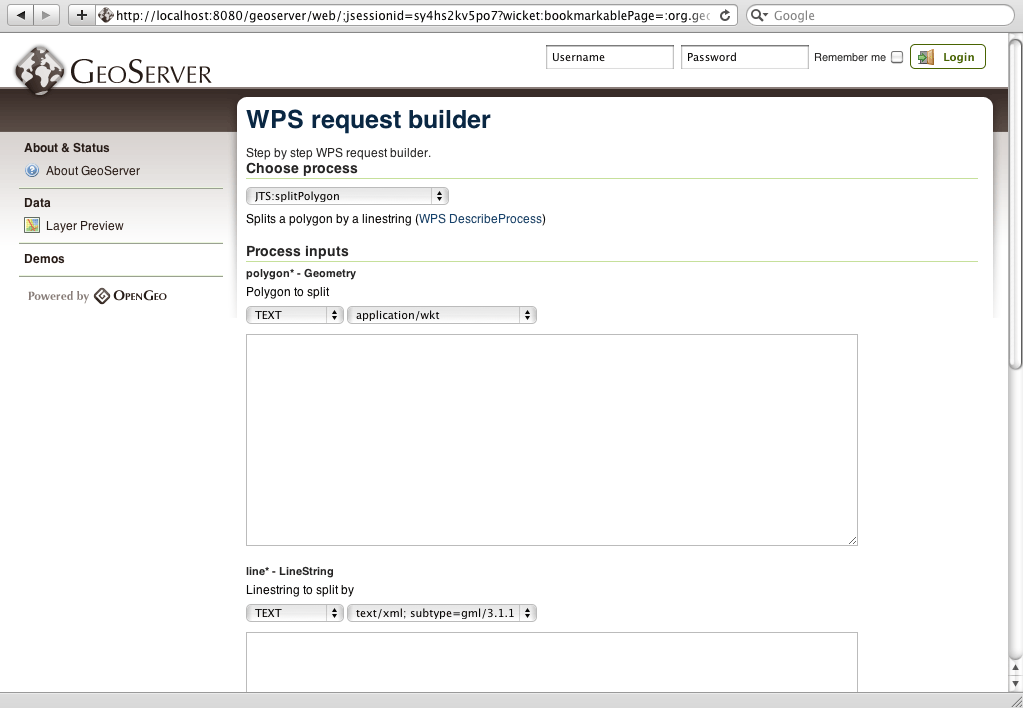 http://localhost:8080/geoserver/web/;jsessionid=sy4hs2kv5po7?wicket:bookmarkablePage=:org.geo
Google
GEOSERVER
Username
Password
Remember me
Login
About & Status
About GeoServer
Data
Layer Preview
Demos
Powered by OPENGEO
WPS request builder
Step by step WPS request builder.
Choose process
JTS:splitPolygon
Splits a polygon by a linestring (WPS DescribeProcess)
Process inputs
polygon* - Geometry
Polygon to split
TEXT application/wkt
line* - LineString
Linestring to split by
TEXT text/xml; subtype=gml/3.1.1